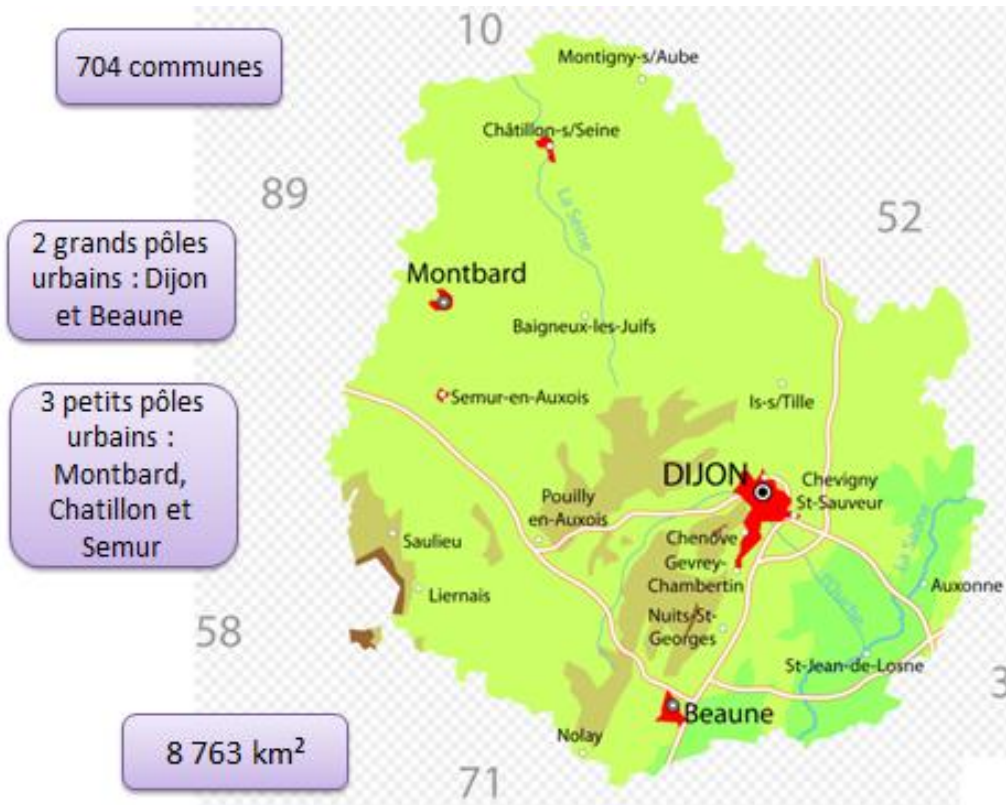 10
704 communes
Montigny-s/Aube
Châtillon-s/Seine
89
52
La Seine
2 grands pôles
urbains : Dijon
et Beaune
Montbard
Baigneux-les-Juifs
3 petits pôles
urbains :
Montbard,
Chatillon et
Semur
Semur-en-Auxois
Is-s/Tille
DIJON
Chevigny
St-Sauveur
Pouilly
en-Auxois
Chenove
Gevrey-
Chambertin
La Saône
Saulieu
Liernais
Auxonne
l'Ouche
Nuits-St-
Georges
58
St-Jean-de-Losne
3
Beaune
Nolay
8 763 km²
71